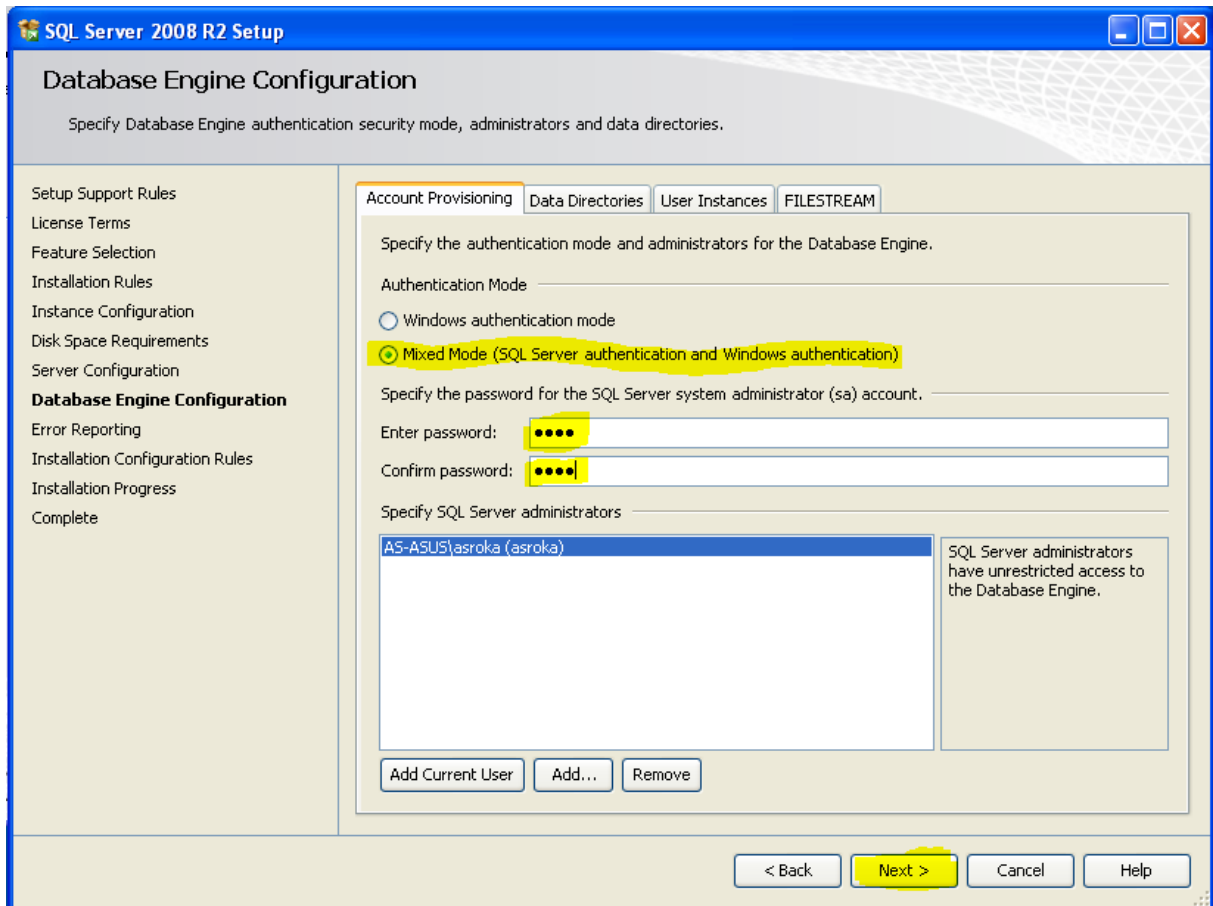 SQL Server 2008 R2 Setup
Database Engine Configuration
Specify Database Engine authentication security mode, administrators and data directories.
Setup Support Rules
License Terms
Feature Selection
Installation Rules
Instance Configuration
Disk Space Requirements
Server Configuration
Database Engine Configuration
Error Reporting
Installation Configuration Rules
Installation Progress
Complete
Account Provisioning Data Directories User Instances FILESTREAM
Specify the authentication mode and administrators for the Database Engine.
Authentication Mode
Windows authentication mode
Mixed Mode (SQL Server authentication and Windows authentication)
Specify the password for the SQL Server system administrator (sa) account.
Enter password: ●●●●
Confirm password: ●●●●
Specify SQL Server administrators
AS-ASUS\asroka (asroka)
SQL Server administrators
have unrestricted access to
the Database Engine.
Add Current User Add... Remove
< Back Next > Cancel Help